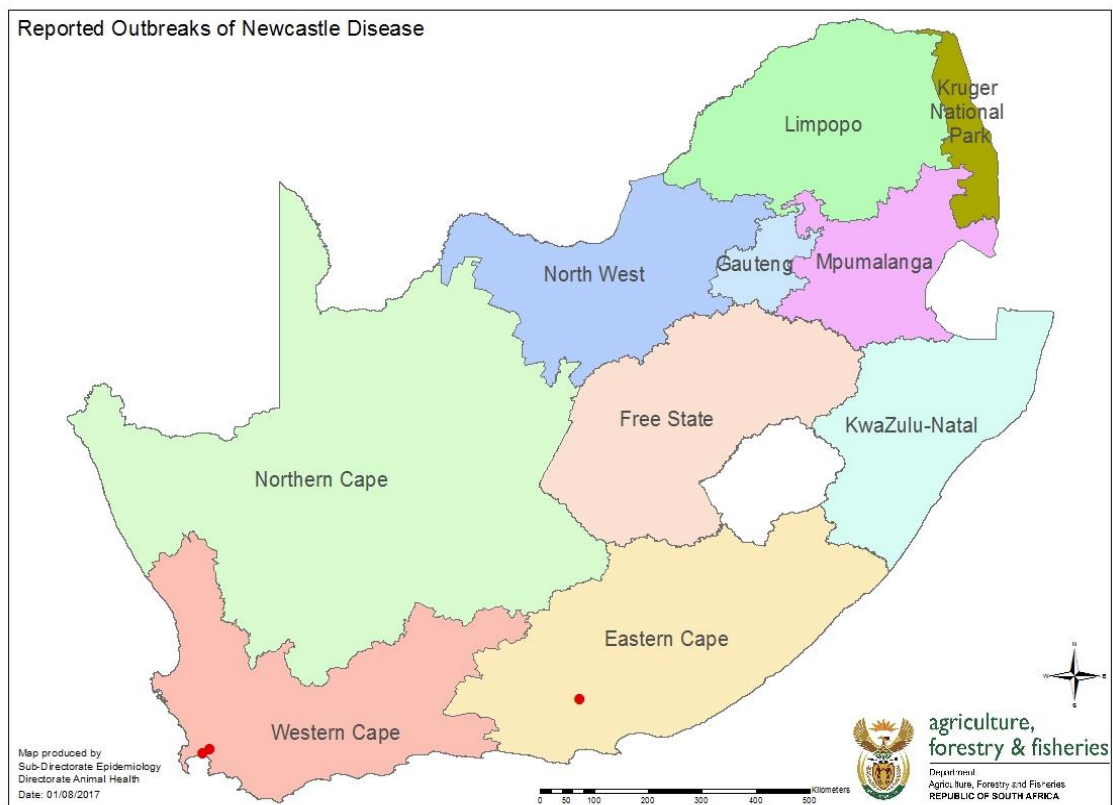 Reported Outbreaks of Newcastle Disease
Kruger
National
Park
Limpopo
North West
Gauteng
Mpumalanga
Free State
KwaZulu-Natal
Northern Cape
Eastern Cape
Western Cape
N
W
E
S
Map produced by
Sub-Directorate Epidemiology
Directorate Animal Health
Date: 01/08/2017
0 50 100 200 300 400 500
Kilometers
agriculture,
forestry & fisheries
Department:
Agriculture, Forestry and Fisheries
REPUBLIC OF SOUTH AFRICA